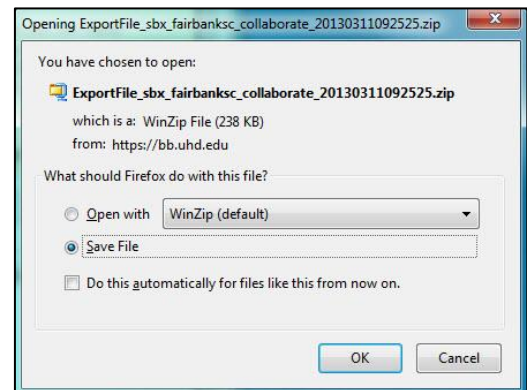 Opening ExportFile_sbx_fairbanksc_collaborate_20130311092525.zip
You have chosen to open:
ExportFile_sbx_fairbanksc_collaborate_20130311092525.zip
which is a: WinZip File (238 KB)
from: https://bb.uhd.edu
What should Firefox do with this file?
Open with WinZip (default)
Save File
Do this automatically for files like this from now on.
OK Cancel